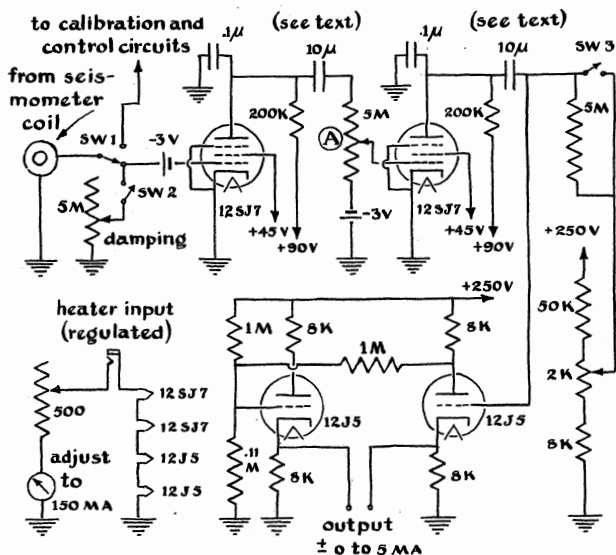 to calibration and
control circuits
from seis-
mometer
coil
.1μ
(see text)
10μ
.1μ
(see text)
10μ
SW3
SW1
-3V
200K
5M
A
200K
5M
SW2
5M
damping
12SJ7
+45V
+90V
-3V
12SJ7
+45V
+90V
+250V
heater input
(regulated)
+250V
1M
8K
1M
8K
50K
2K
8K
500
12SJ7
12SJ7
12J5
12J5
adjust
to
150 MA
12J5
12J5
.11
M
8K
8K
output
± 0 to 5 MA